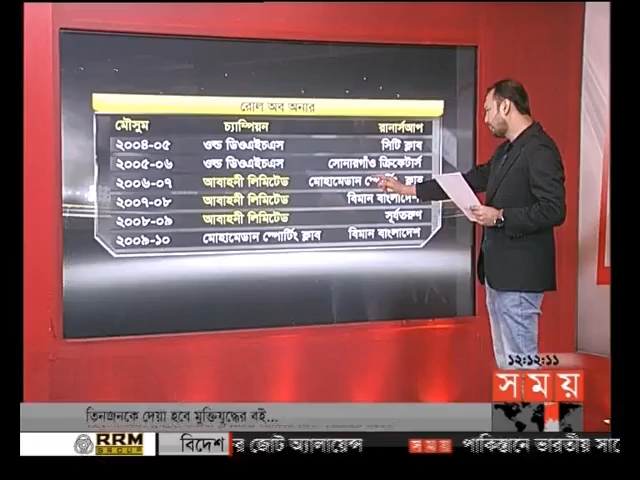 রোল অব অনার
মৌসুম চ্যাম্পিয়ন রানার্সআপ
২০০৪-০৫ ওল্ড ডিওএইচএস সিটি ক্লাব
২০০৫-০৬ ওল্ড ডিওএইচএস সোনারগাঁও ক্রিকেটার্স
২০০৬-০৭ আবাহনী লিমিটেড মোহামেডান স্পোর্টিং ক্লাব
২০০৭-০৮ আবাহনী লিমিটেড বিমান বাংলাদেশ
২০০৮-০৯ আবাহনী লিমিটেড সূর্যতরুণ
২০০৯-১০ মোহামেডান স্পোর্টিং ক্লাব বিমান বাংলাদেশ
১২:১২:১১
সময়
তিনজনকে দেয়া হবে মুক্তিযুদ্ধের বই...
RRM GROUP বিদেশ র জোট অ্যালায়েন্স সময় পাকিস্তানে ভারতীয় সা